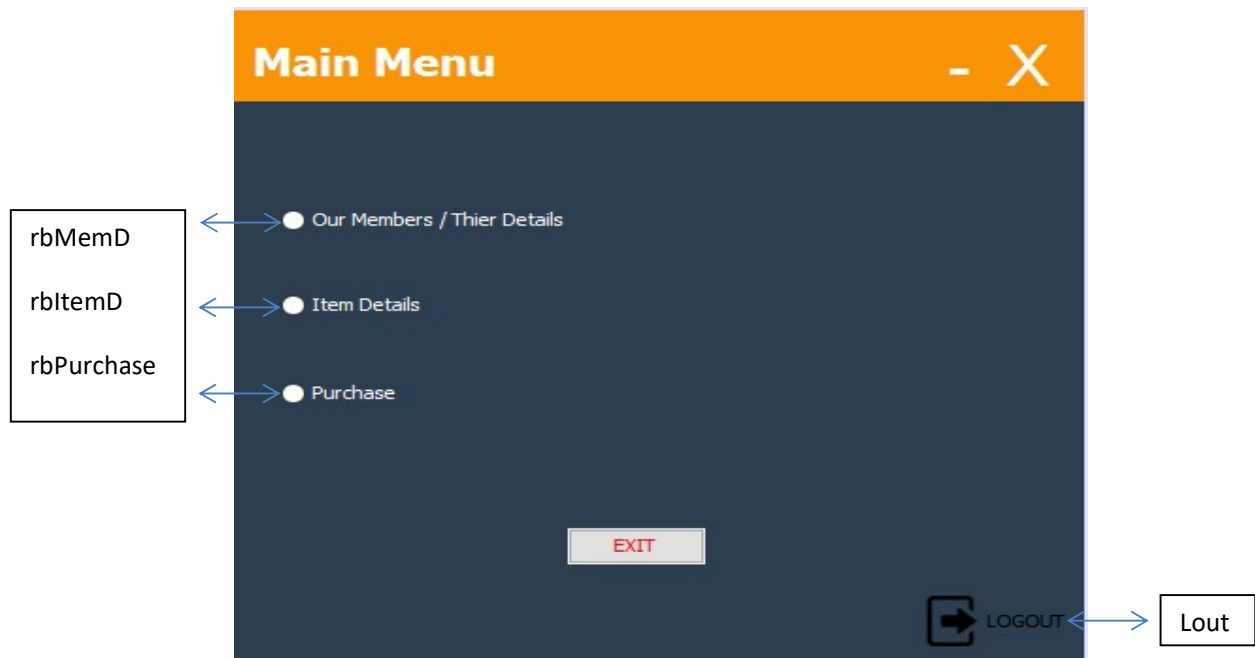 Main Menu - X
rbMemD
Our Members / Thier Details
rbItemD
Item Details
rbPurchase
Purchase
EXIT
LOGOUT
Lout